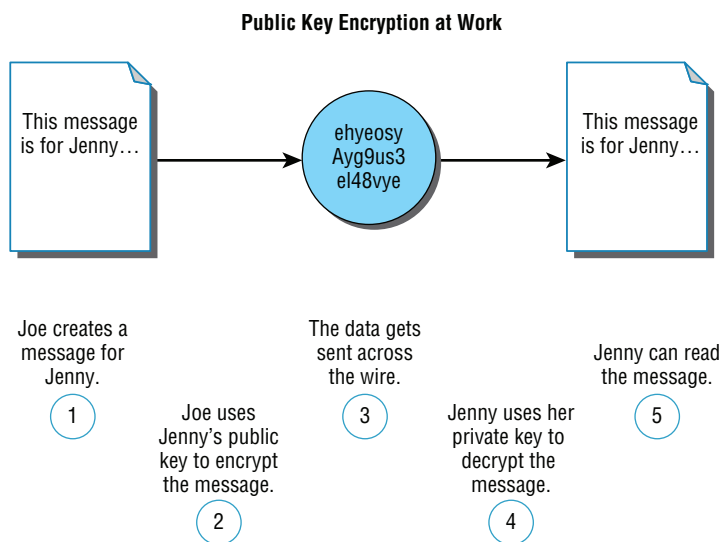 Public Key Encryption at Work
This message
is for Jenny…
ehyeosy
Ayg9us3
el48vye
This message
is for Jenny…
Joe creates a
message for
Jenny.
1
Joe uses
Jenny’s public
key to encrypt
the message.
2
The data gets
sent across
the wire.
3
Jenny uses her
private key to
decrypt the
message.
4
Jenny can read
the message.
5